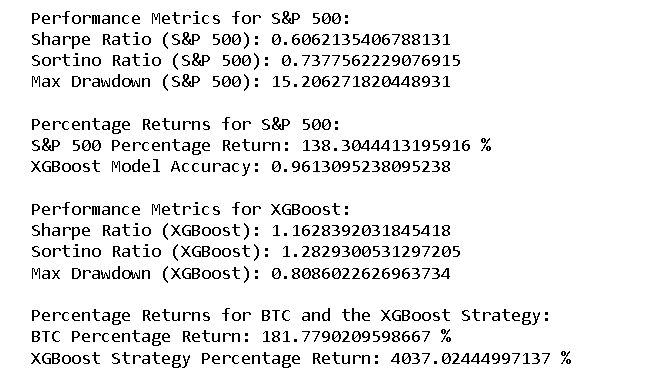 Performance Metrics for S&P 500:
Sharpe Ratio (S&P 500): 0.6062135406788131
Sortino Ratio (S&P 500): 0.7377562229076915
Max Drawdown (S&P 500): 15.206271820448931
Percentage Returns for S&P 500:
S&P 500 Percentage Return: 138.3044413195916 %
XGBoost Model Accuracy: 0.9613095238095238
Performance Metrics for XGBoost:
Sharpe Ratio (XGBoost): 1.1628392031845418
Sortino Ratio (XGBoost): 1.2829300531297205
Max Drawdown (XGBoost): 0.8086022626963734
Percentage Returns for BTC and the XGBoost Strategy:
BTC Percentage Return: 181.7790209598667 %
XGBoost Strategy Percentage Return: 4037.02444997137 %